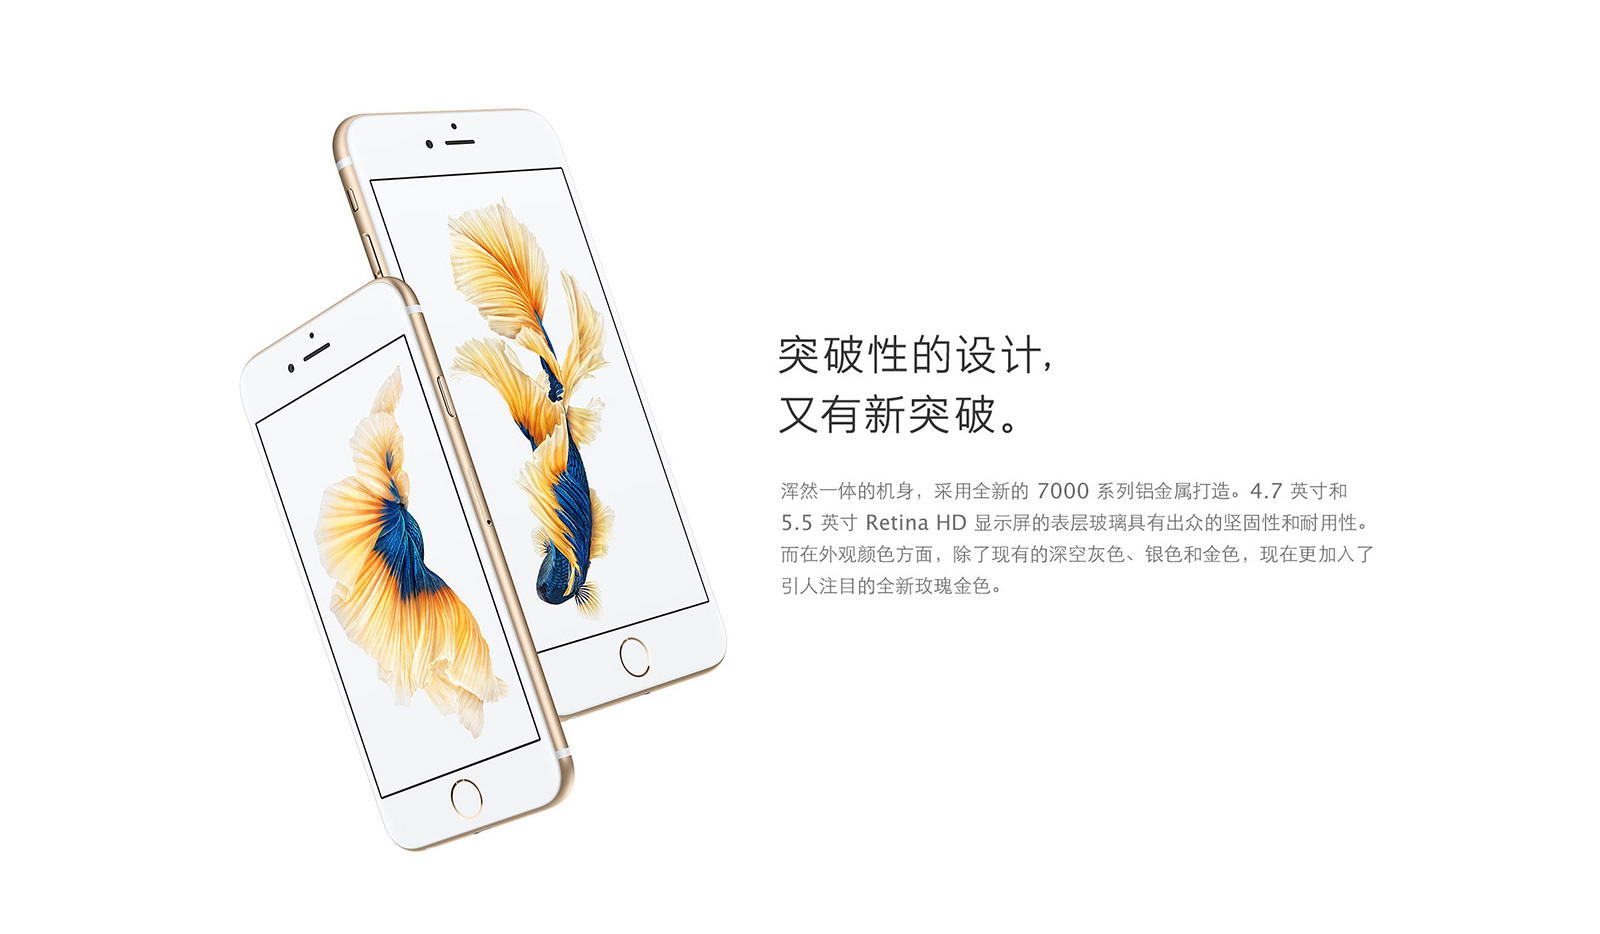 突破性的设计，
又有新突破。
浑然一体的机身，采用全新的 7000 系列铝金属打造。4.7 英寸和
5.5 英寸 Retina HD 显示屏的表层玻璃具有出众的坚固性和耐用性。
而在外观颜色方面，除了现有的深空灰色、银色和金色，现在更加入了
引人注目的全新玫瑰金色。